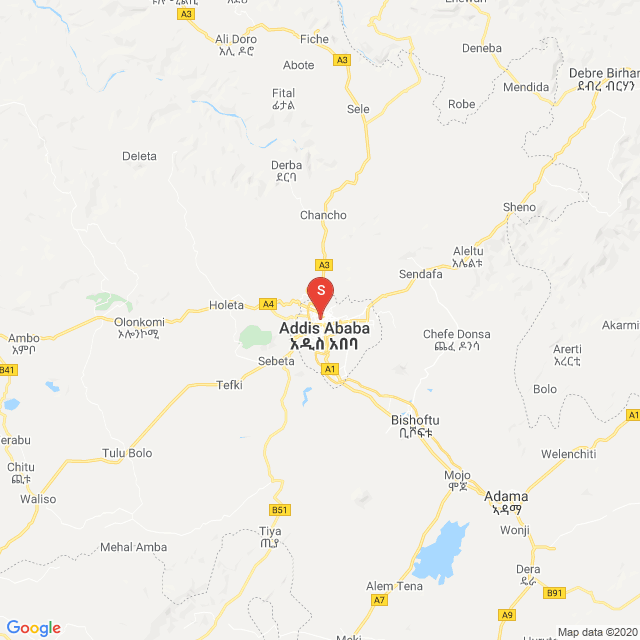 Enewari
A3
Ali Doro
አሊ ዶሮ
Fiche
Deneba
A3
Abote
Debre Birhan
ደብረ ብርሃን
Mendida
Fital
ፊታል
Sele
Robe
Deleta
Derba
ደርባ
Chancho
Sheno
Aleltu
አሌልቱ
A3
Sendafa
S
Holeta
A4
Olonkomi
ኦሎንኮሚ
Addis Ababa
አዲስ አበባ
Chefe Donsa
ጨፌ ዶንሳ
Ambo
አምቦ
Arerti
አረርቲ
Sebeta
A1
B41
Tefki
Bolo
Bishoftu
ቢሾፍቱ
A1
Chitu
ጪቱ
Tulu Bolo
Welenchiti
Mojo
ሞጆ
Waliso
Adama
አዳማ
B51
Tiya
ጢያ
Wonji
Mehal Amba
Dera
ዴራ
Alem Tena
B91
A7
A9
Google
Map data ©2020